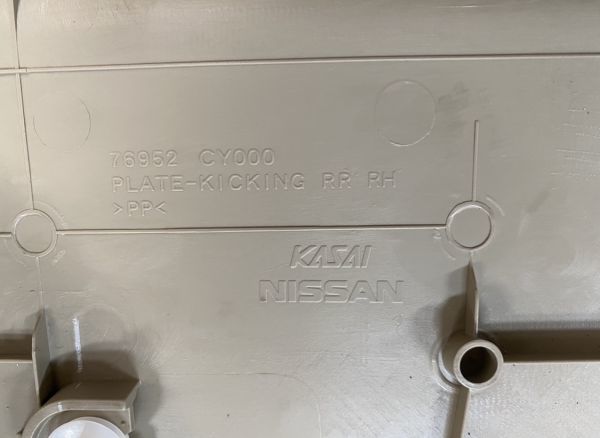 76952 CY000
PLATE-KICKING RR RH
>PP<
KASAI
NISSAN